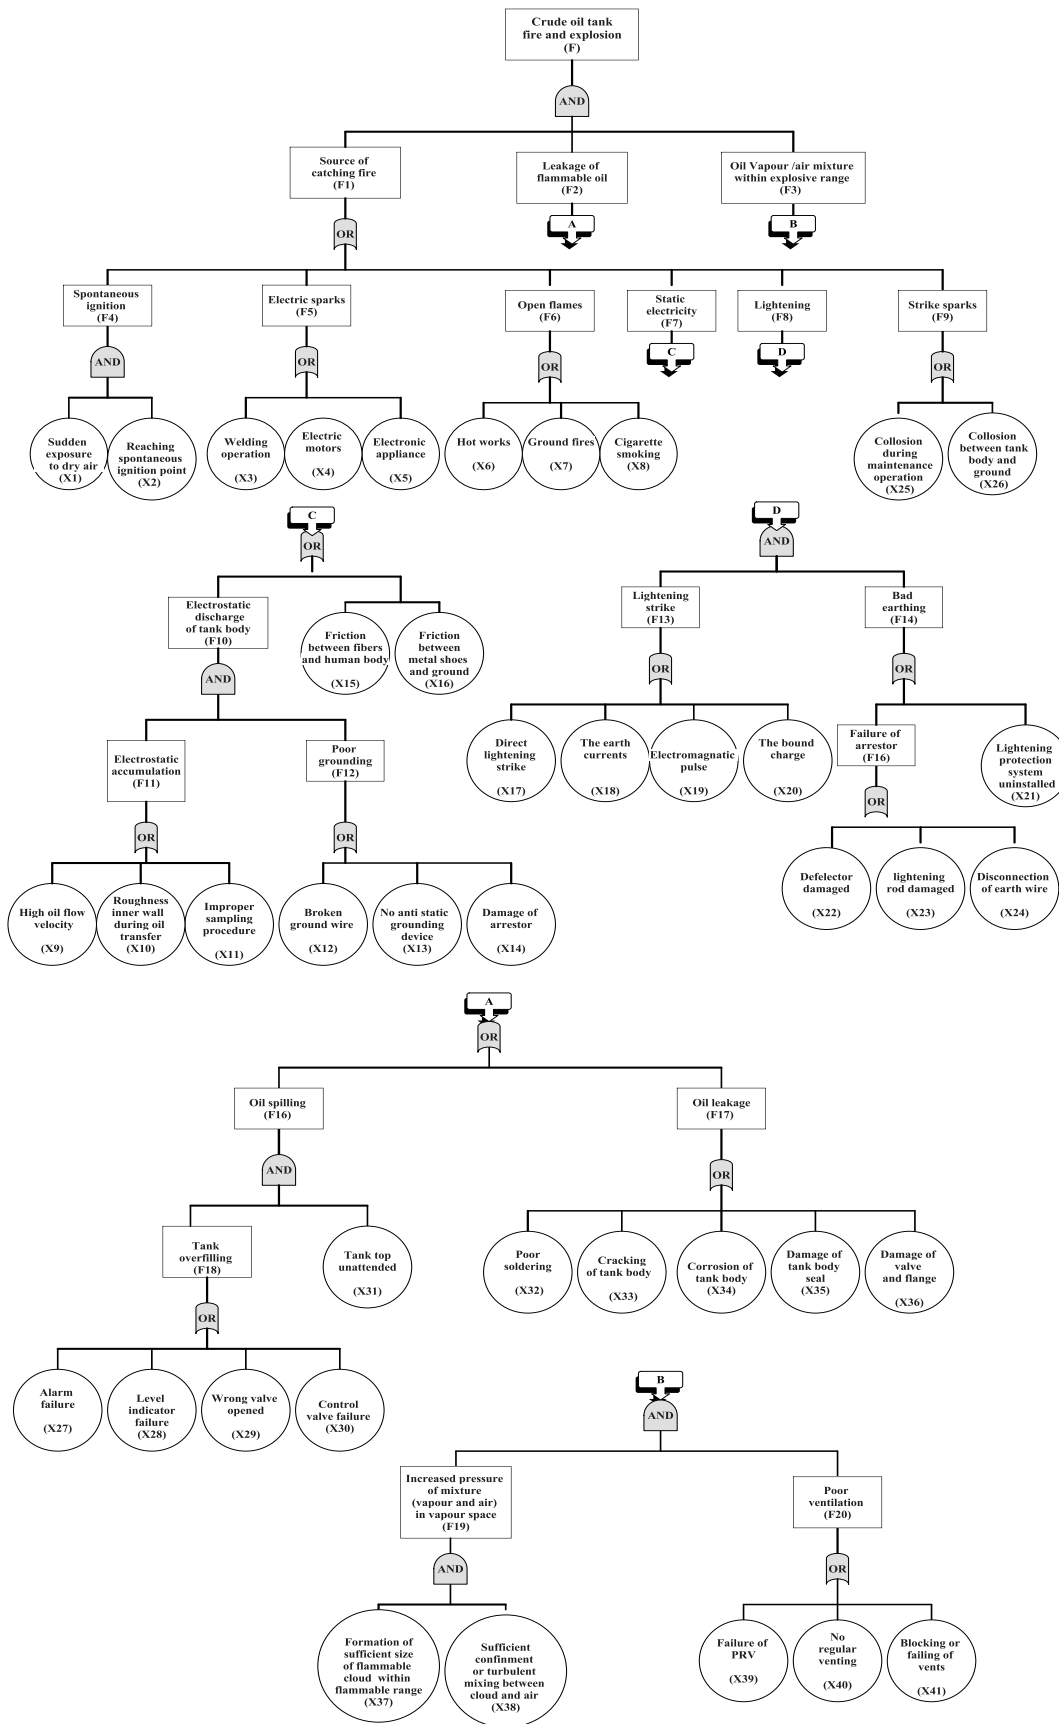 Crude oil tank
fire and explosion
(F)
AND
Source of
catching fire
(F1)
Leakage of
flammable oil
(F2)
Oil Vapour /air mixture
within explosive range
(F3)
OR
A
B
Spontaneous
ignition
(F4)
Electric sparks
(F5)
Open flames
(F6)
Static
electricity
(F7)
Lightening
(F8)
Strike sparks
(F9)
AND
OR
OR
C
D
OR
Sudden
exposure
to dry air
(X1)
Reaching
spontaneous
ignition point
(X2)
Welding
operation
(X3)
Electric
motors
(X4)
Electronic
appliance
(X5)
Hot works
(X6)
Ground fires
(X7)
Cigarette
smoking
(X8)
Collosion
during
maintenance
operation
(X25)
Collosion
between tank
body and
ground
(X26)
C
OR
Electrostatic
discharge
of tank body
(F10)
Friction
between fibers
and human body
(X15)
Friction
between
metal shoes
and ground
(X16)
AND
Electrostatic
accumulation
(F11)
Poor
grounding
(F12)
OR
OR
High oil flow
velocity
(X9)
Roughness
inner wall
during oil
transfer
(X10)
Improper
sampling
procedure
(X11)
Broken
ground wire
(X12)
No anti static
grounding
device
(X13)
Damage of
arrestor
(X14)
D
AND
Lightening
strike
(F13)
Bad
earthing
(F14)
OR
OR
Direct
lightening
strike
(X17)
The earth
currents
(X18)
Electromagnetic
pulse
(X19)
The bound
charge
(X20)
Failure of
arrestor
(F16)
Lightening
protection
system
uninstalled
(X21)
OR
Defelector
damaged
(X22)
lightening
rod damaged
(X23)
Disconnection
of earth wire
(X24)
A
OR
Oil spilling
(F16)
Oil leakage
(F17)
AND
OR
Tank
overfilling
(F18)
Tank top
unattended
(X31)
Poor
soldering
(X32)
Cracking
of tank body
(X33)
Corrosion of
tank body
(X34)
Damage of
tank body
seal
(X35)
Damage of
valve
and flange
(X36)
OR
Alarm
failure
(X27)
Level
indicator
failure
(X28)
Wrong valve
opened
(X29)
Control
valve failure
(X30)
B
AND
Increased pressure
of mixture
(vapour and air)
in vapour space
(F19)
Poor
ventilation
(F20)
AND
OR
Formation of
sufficient size
of flammable
cloud within
flammable range
(X37)
Sufficient
confinment
or turbulent
mixing between
cloud and air
(X38)
Failure of
PRV
(X39)
No
regular
venting
(X40)
Blocking or
failing of
vents
(X41)